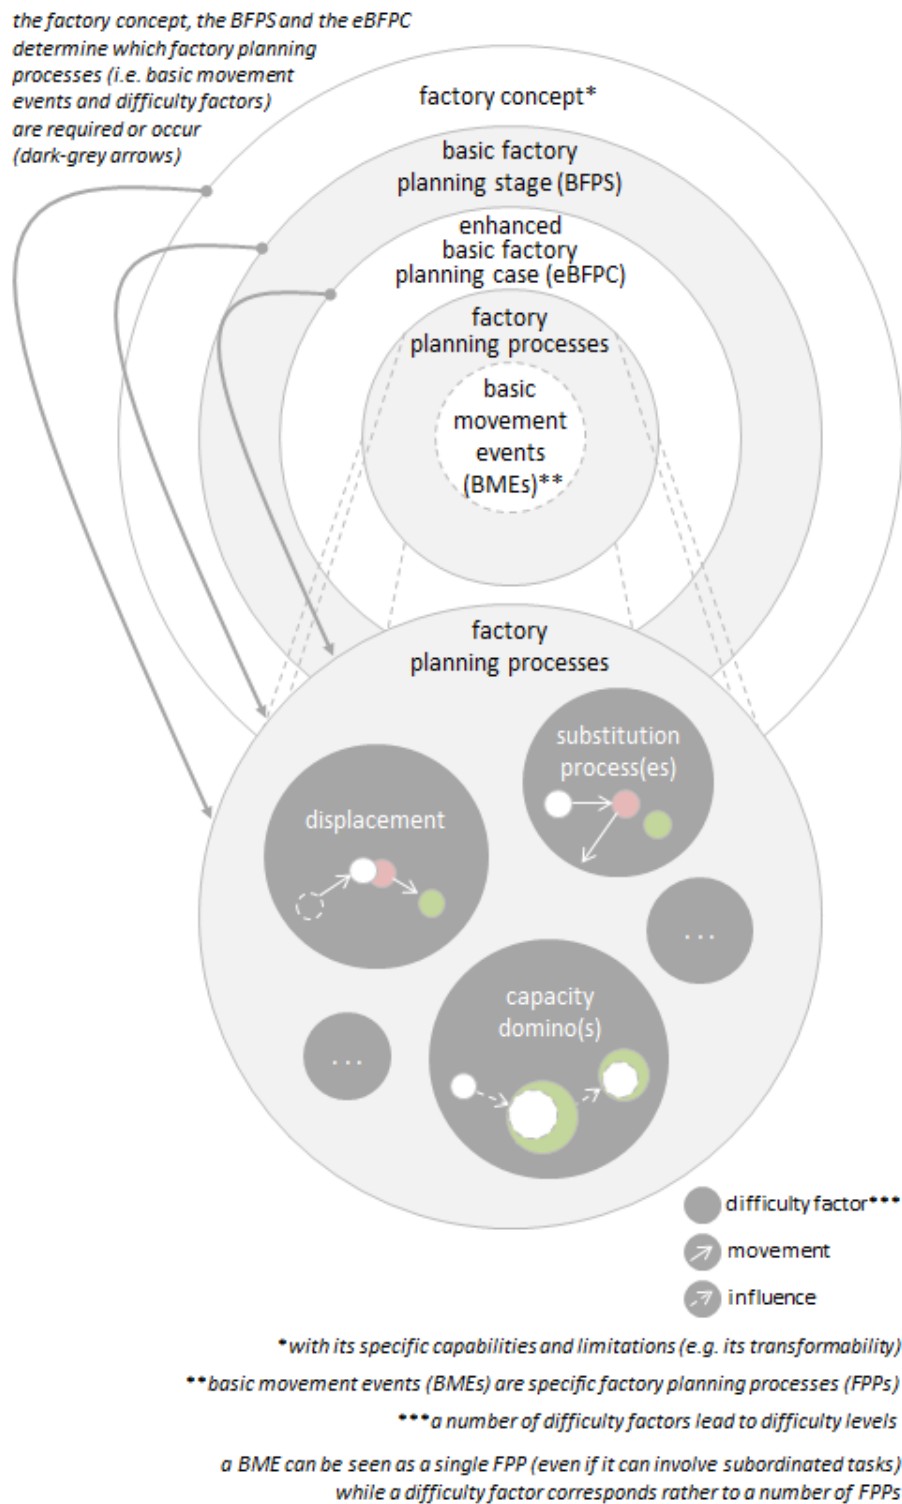 the factory concept, the BFPS and the eBFPC
determine which factory planning
processes (i.e. basic movement
events and difficulty factors)
are required or occur
(dark-grey arrows)
factory concept*
basic factory
planning stage (BFPS)
enhanced
basic factory
planning case (eBFPC)
factory
planning processes
basic
movement
events
(BMEs)**
factory
planning processes
substitution
process(es)
displacement
...
capacity
domino(s)
...
difficulty factor***
movement
influence
*with its specific capabilities and limitations (e.g. its transformability)
**basic movement events (BMEs) are specific factory planning processes (FPPs)
***a number of difficulty factors lead to difficulty levels
a BME can be seen as a single FPP (even if it can involve subordinated tasks)
while a difficulty factor corresponds rather to a number of FPPs